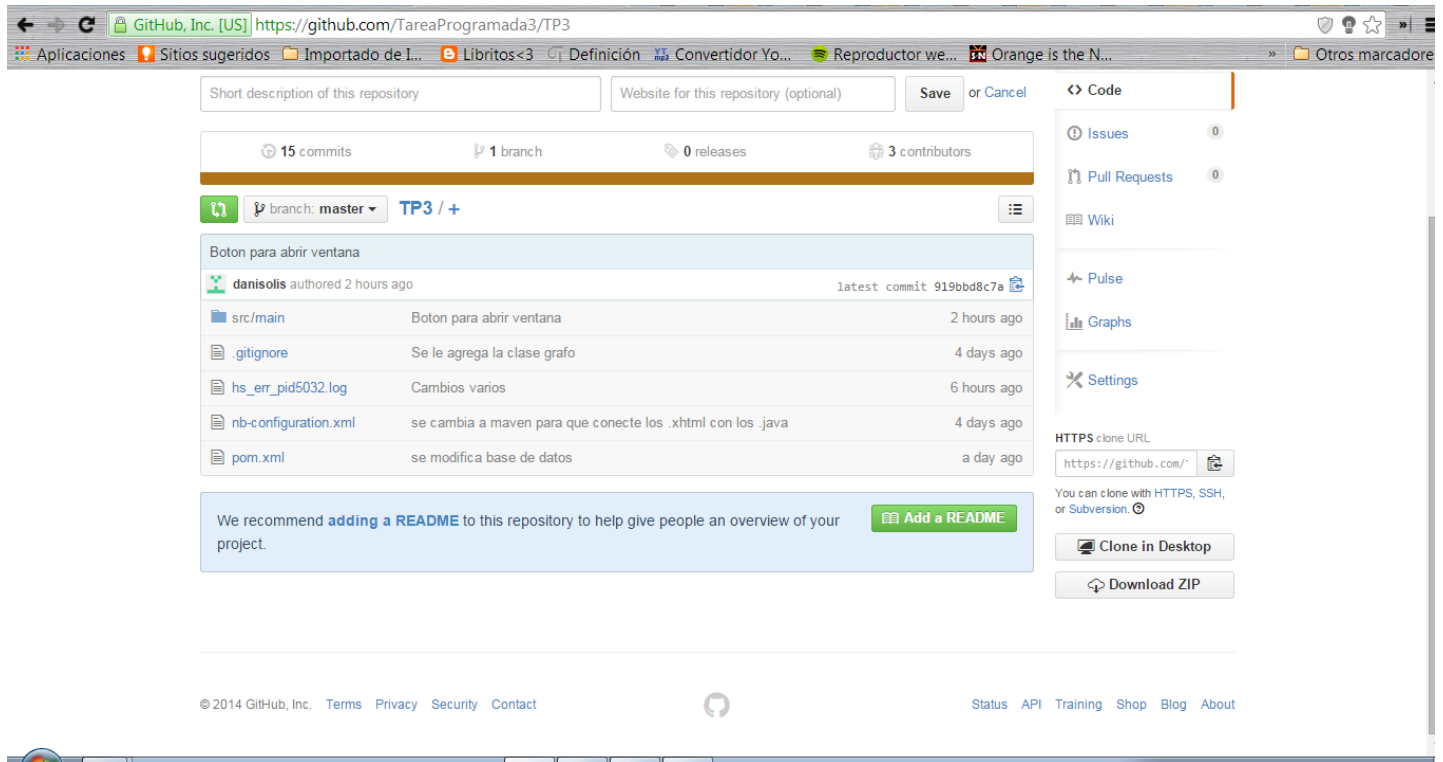 GitHub, Inc. [US] https://github.com/TareaProgramada3/TP3
Aplicaciones Sitios sugeridos Importado de I... Libritos<3 Definición Convertidor Yo... Reproductor we... Orange is the N... » Otros marcadore
Short description of this repository Website for this repository (optional) Save or Cancel
15 commits 1 branch 0 releases 3 contributors
branch: master TP3 / +
Boton para abrir ventana
danisolis authored 2 hours ago latest commit 919bbd8c7a
src/main Boton para abrir ventana 2 hours ago
.gitignore Se le agrega la clase grafo 4 days ago
hs_err_pid5032.log Cambios varios 6 hours ago
nb-configuration.xml se cambia a maven para que conecte los .xhtml con los .java 4 days ago
pom.xml se modifica base de datos a day ago
We recommend adding a README to this repository to help give people an overview of your
project.
Add a README
Code
Issues 0
Pull Requests 0
Wiki
Pulse
Graphs
Settings
HTTPS clone URL
https://github.com/
You can clone with HTTPS, SSH,
or Subversion.
Clone in Desktop
Download ZIP
© 2014 GitHub, Inc. Terms Privacy Security Contact Status API Training Shop Blog About